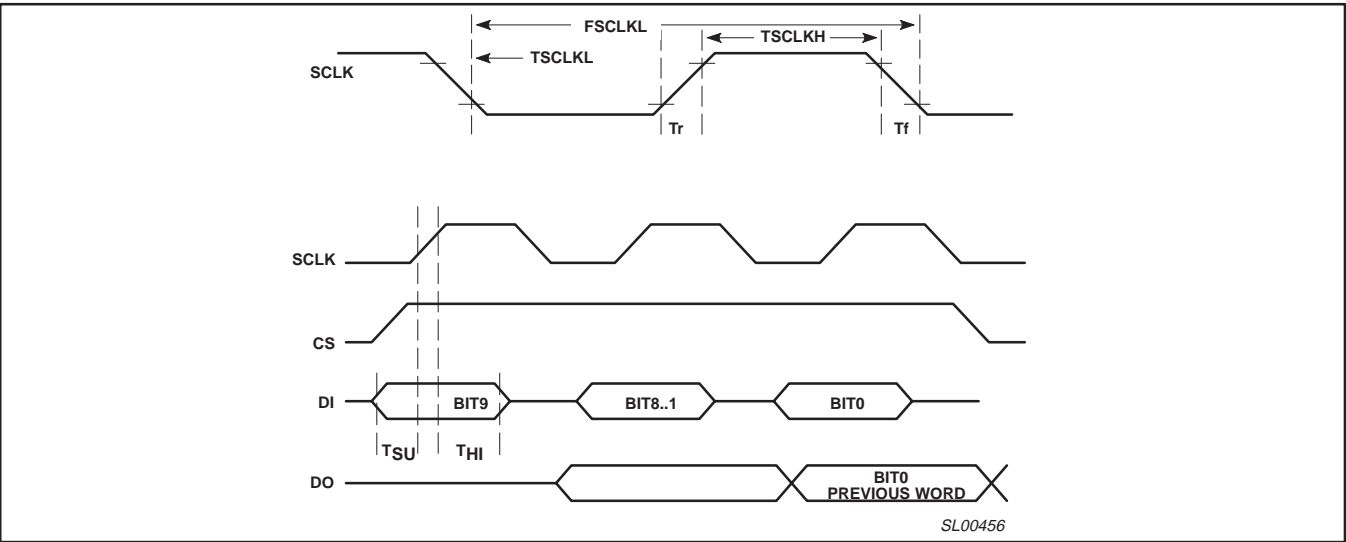 FSCLKL
TSCLKH
TSCLKL
SCLK
Tr
Tf
SCLK
CS
DI
BIT9
BIT8..1
BIT0
TSU
THI
DO
BIT0
PREVIOUS WORD
SL00456